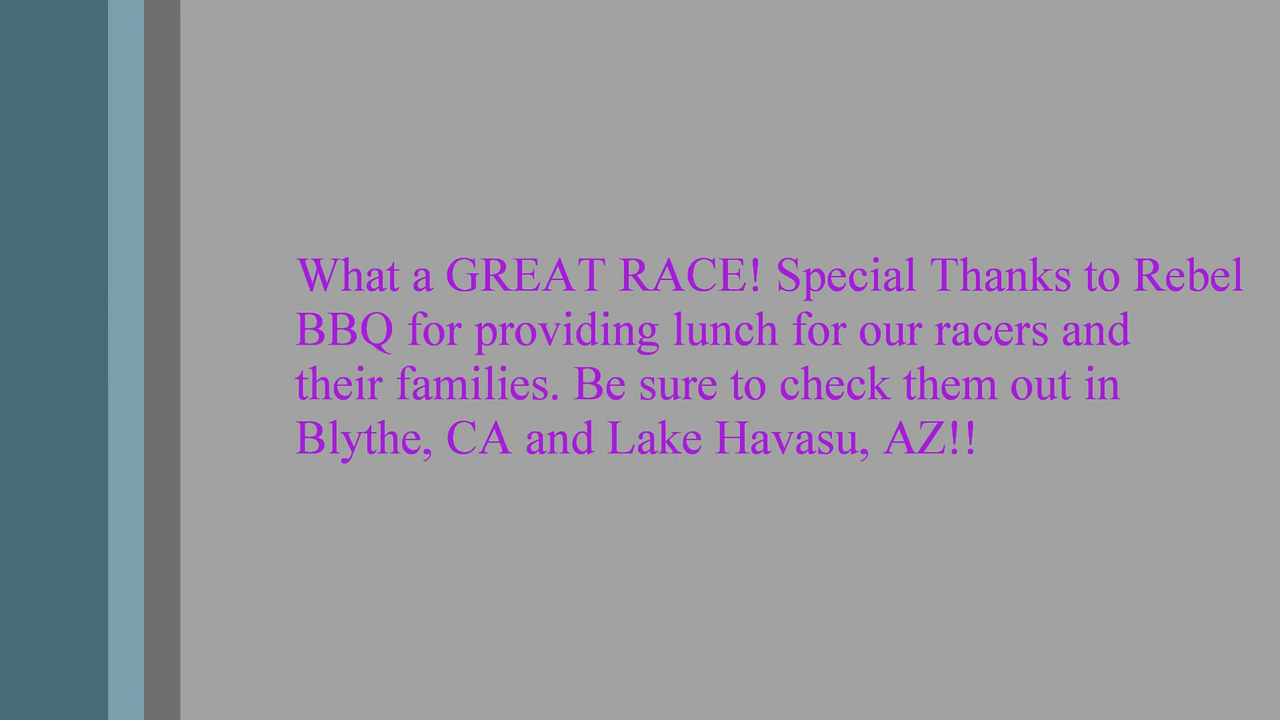 What a GREAT RACE! Special Thanks to Rebel
BBQ for providing lunch for our racers and
their families. Be sure to check them out in
Blythe, CA and Lake Havasu, AZ!!